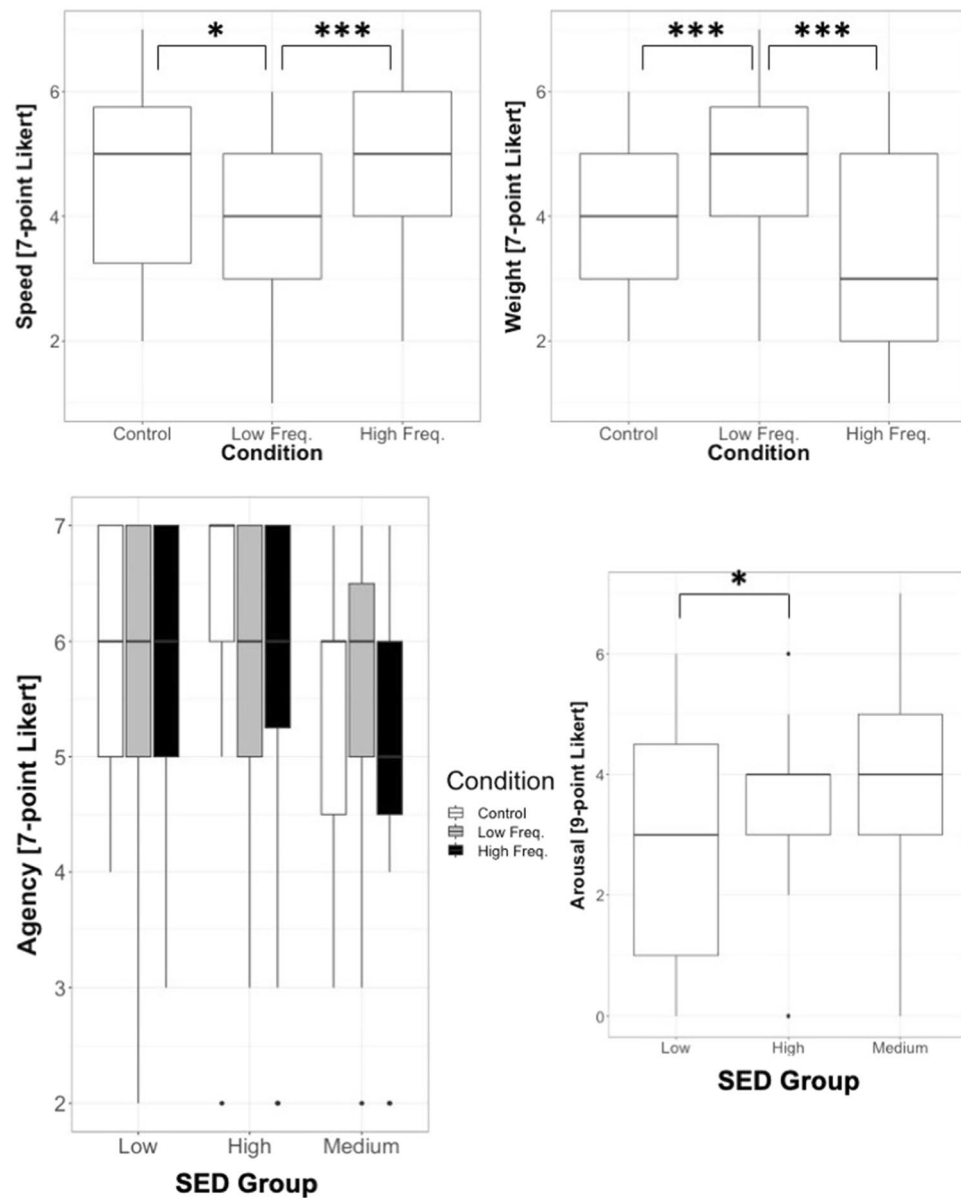 * ***
Speed [7-point Likert]
6
4
2
Control Low Freq. High Freq.
Condition
*** ***
Weight [7-point Likert]
6
4
2
Control Low Freq. High Freq.
Condition
Agency [7-point Likert]
7
6
5
4
3
2
Low High Medium
SED Group
Condition
Control
Low Freq.
High Freq.
*
Arousal [9-point Likert]
6
4
2
0
Low High Medium
SED Group